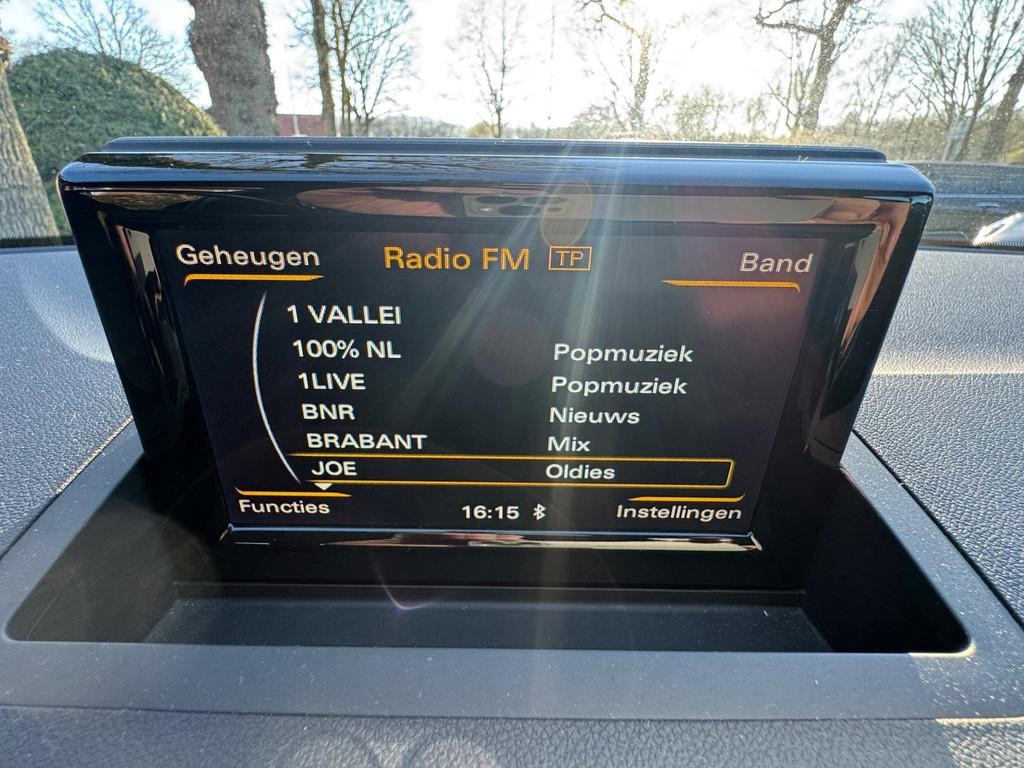 Geheugen Radio FM TP Band
1 VALLEI
100% NL Popmuziek
1LIVE Popmuziek
BNR Nieuws
BRABANT Mix
JOE Oldies
Functies 16:15 Instellingen